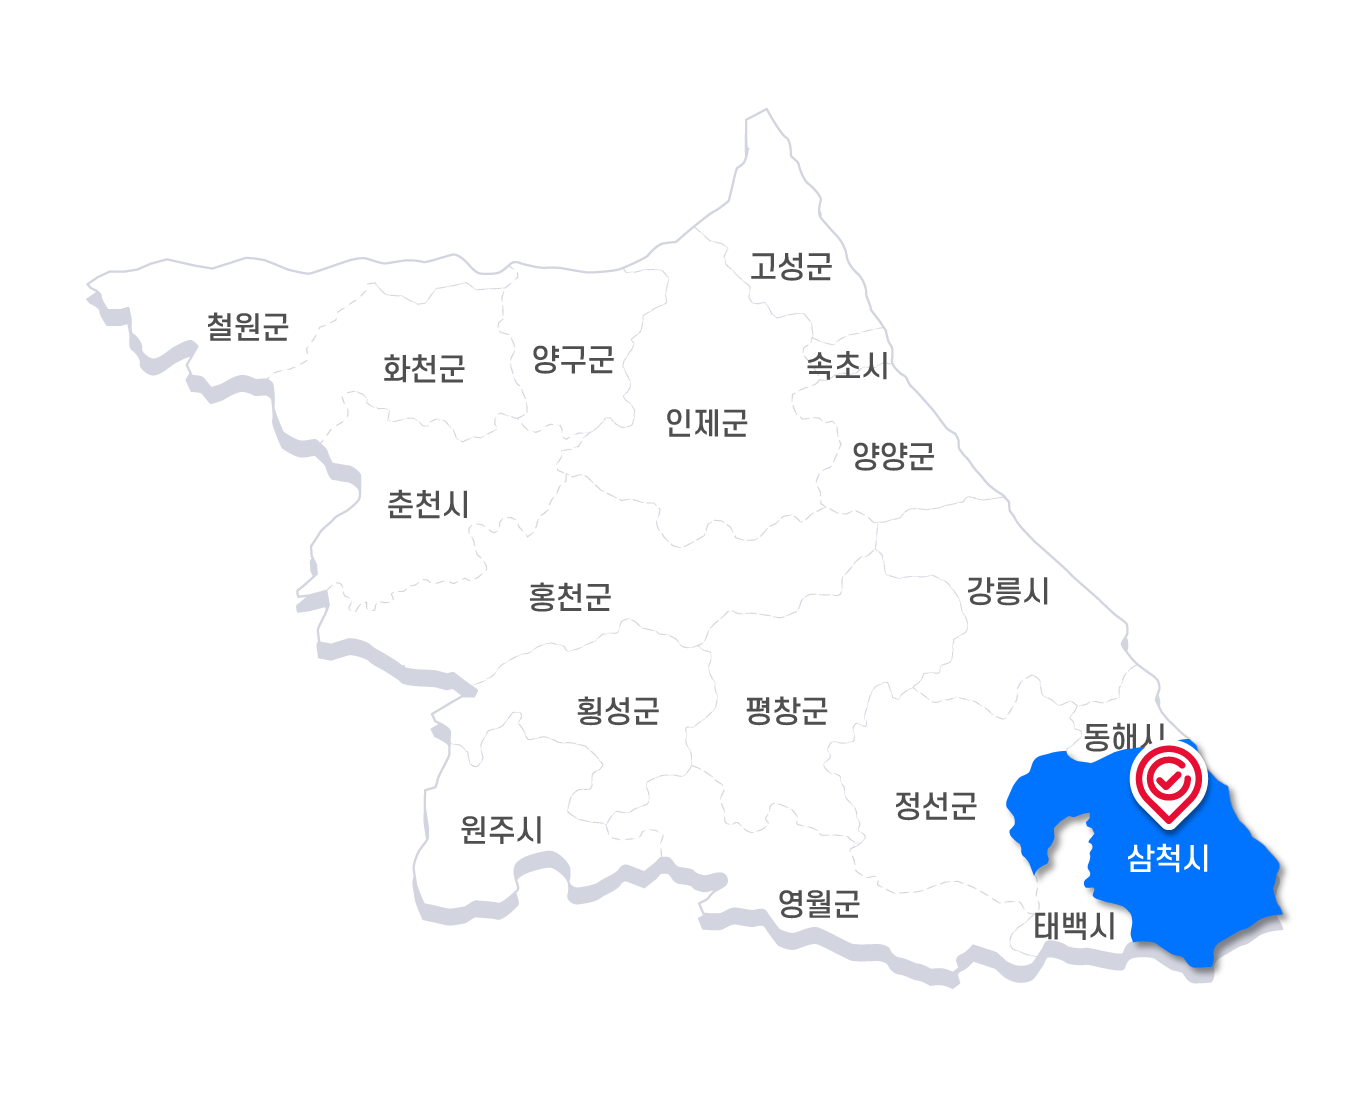 고성군
철원군
화천군
양구군
속초시
인제군
양양군
춘천시
홍천군
강릉시
횡성군
평창군
동해시
정선군
원주시
삼척시
영월군
태백시